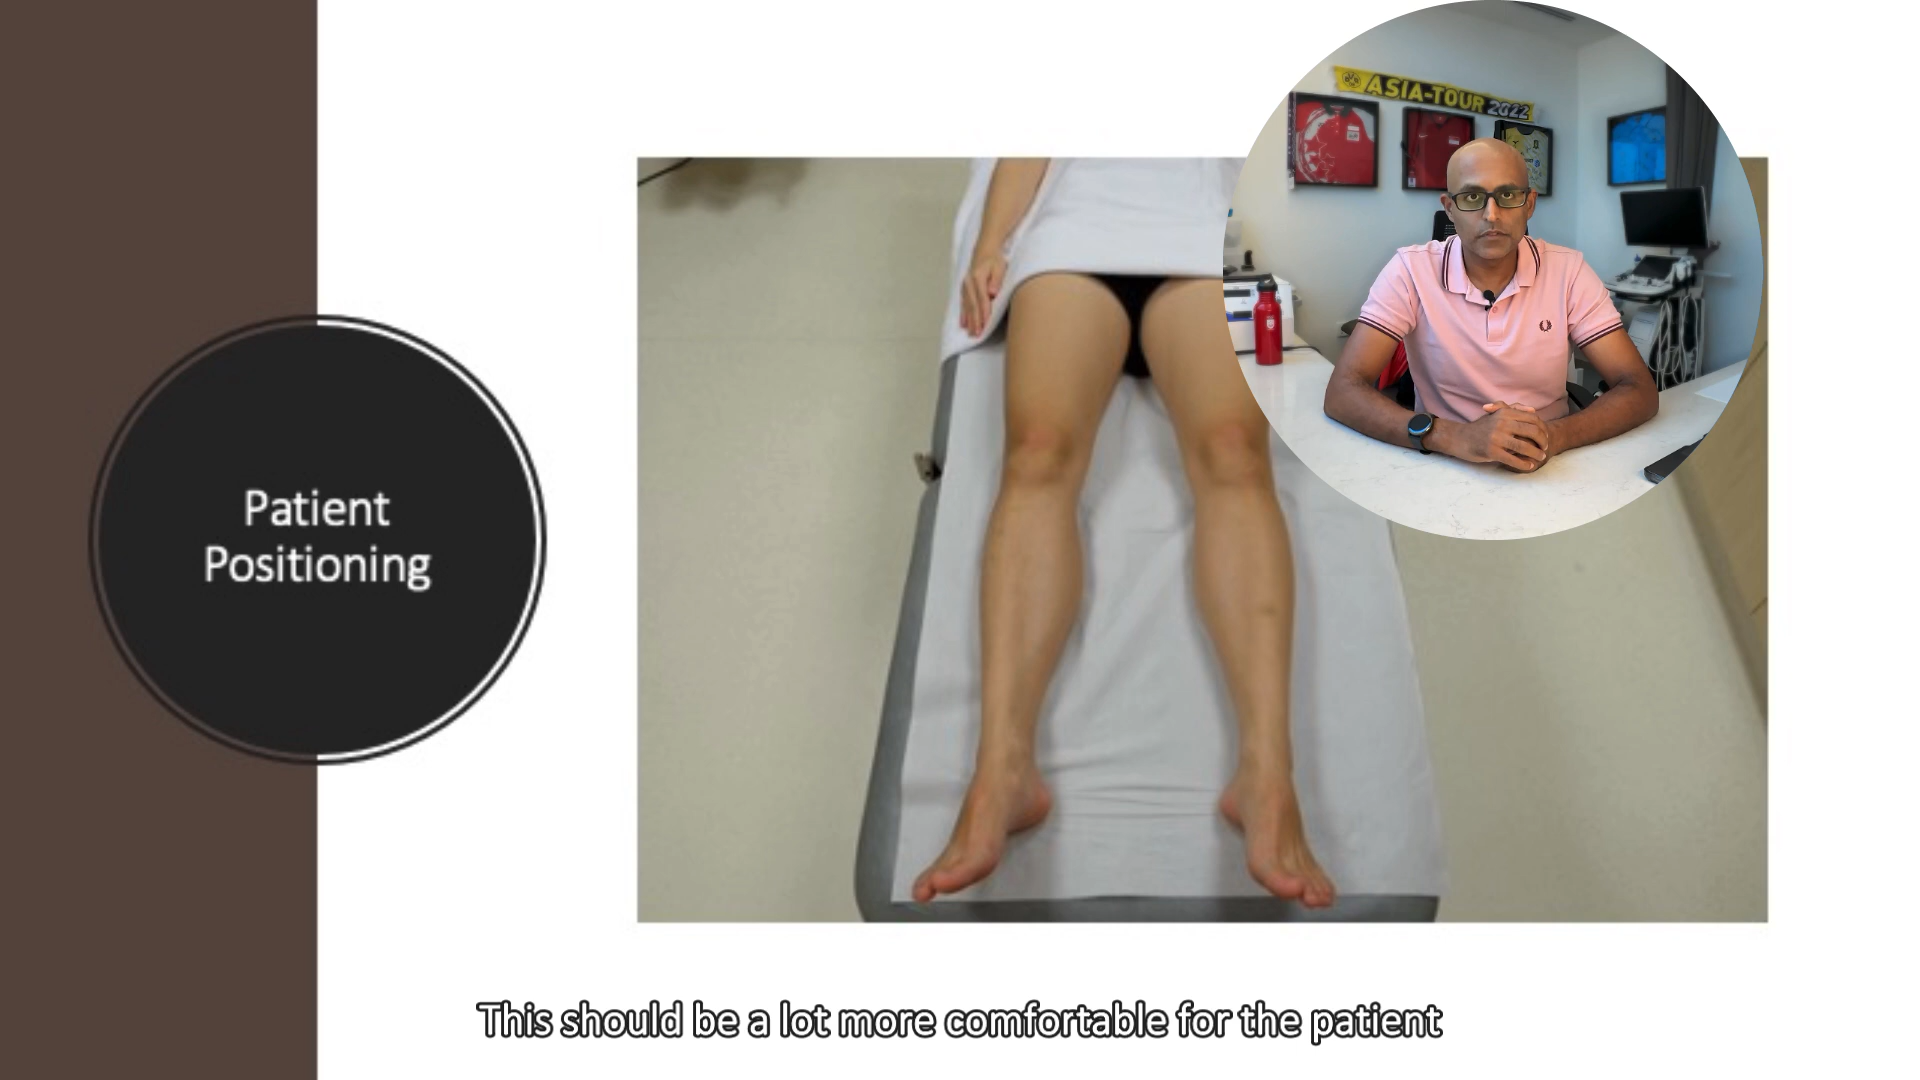 ASIA-TOUR 2022
Patient
Positioning
This should be a lot more comfortable for the patient